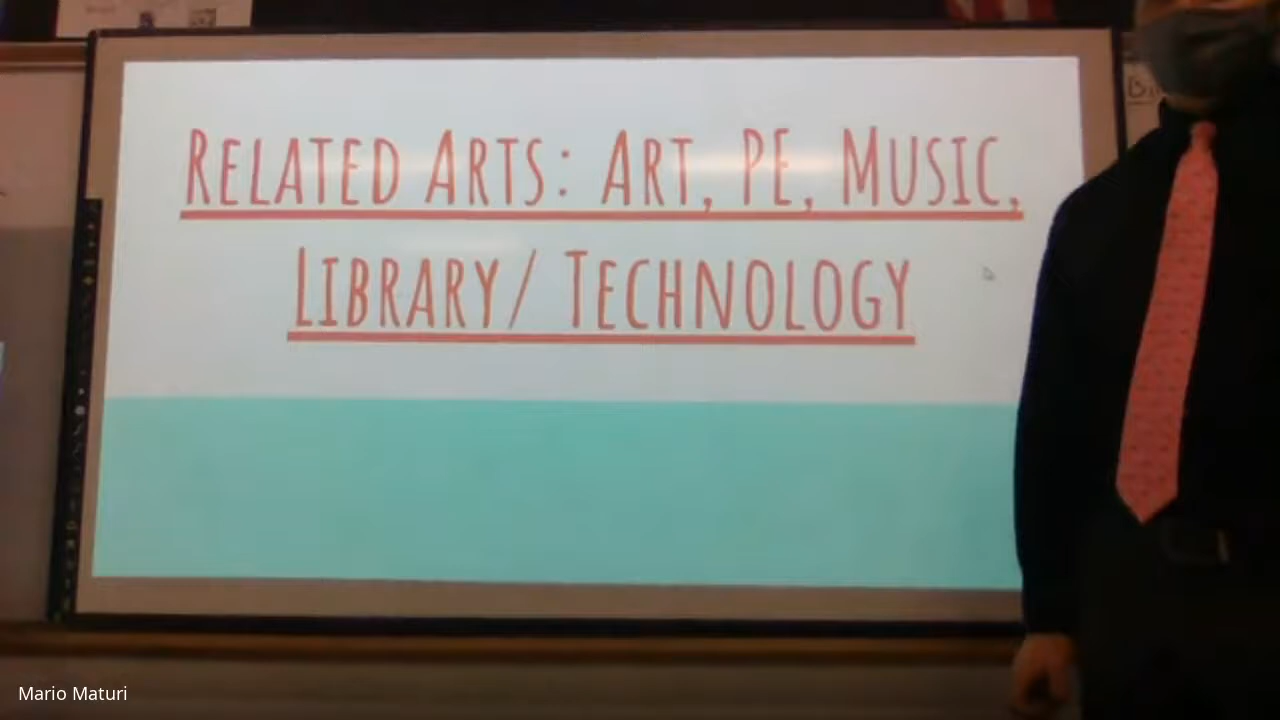 Related Arts: Art, PE, Music,
Library/ Technology
Mario Maturi